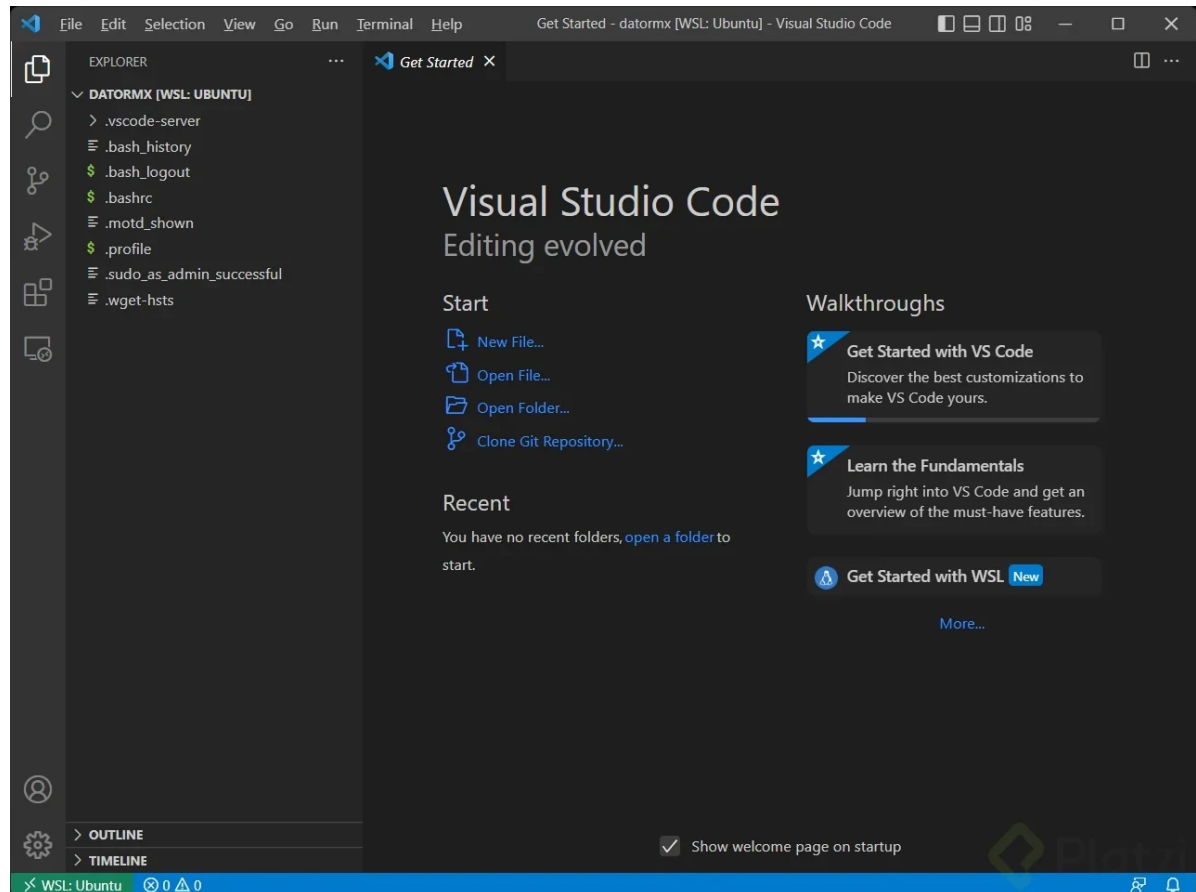 File Edit Selection View Go Run Terminal Help
Get Started - datormx [WSL: Ubuntu] - Visual Studio Code
EXPLORER
DATORMX [WSL: UBUNTU]
.vscode-server
.bash_history
.bash_logout
.bashrc
.motd_shown
.profile
.sudo_as_admin_successful
.wget-hsts
OUTLINE
TIMELINE
Get Started
Visual Studio Code
Editing evolved
Start
New File...
Open File...
Open Folder...
Clone Git Repository...
Recent
You have no recent folders, open a folder to
start.
Walkthroughs
Get Started with VS Code
Discover the best customizations to
make VS Code yours.
Learn the Fundamentals
Jump right into VS Code and get an
overview of the must-have features.
Get Started with WSL New
More...
Show welcome page on startup
Platzi
WSL: Ubuntu 0 0